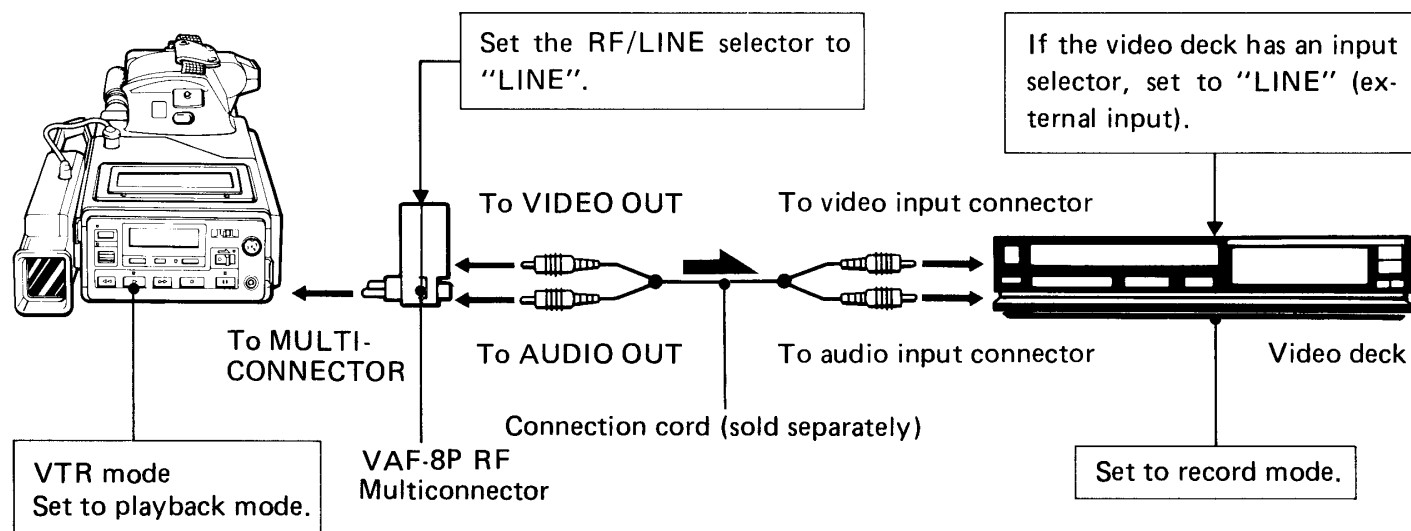 Set the RF/LINE selector to
"LINE".
If the video deck has an input
selector, set to "LINE" (ex-
ternal input).
To VIDEO OUT
To video input connector
To MULTI-
CONNECTOR
To AUDIO OUT
To audio input connector
Video deck
Connection cord (sold separately)
VTR mode
Set to playback mode.
VAF-8P RF
Multiconnector
Set to record mode.